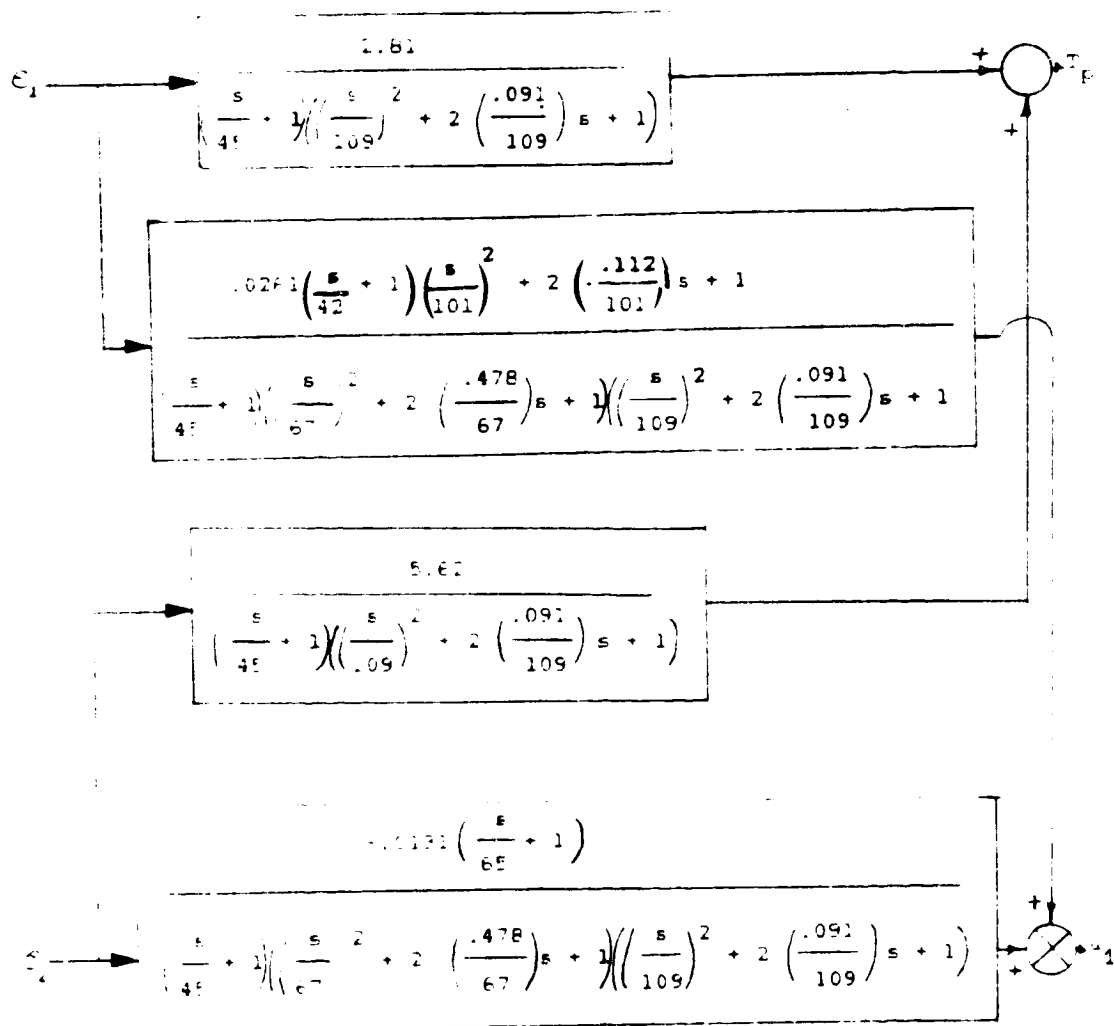 2.81
ϵ₁ + T_B
(s/45 + 1)((s/109)^2 + 2 (.091/109) s + 1)
+
(s/42 + 1)(s/101)^2 + 2 (.112/101) s + 1
(s/45 + 1)((s/67)^2 + 2 (.478/67)s + 1)((s/109)^2 + 2 (.091/109)s + 1
5.62
(s/45 + 1)((s/.09)^2 + 2 (.091/109) s + 1)
(s/65 + 1)
+
(s/45 + 1)((s/67 2 + 2 (.478/67)s + 1)((s/109)^2 + 2 (.091/109) s + 1)
+